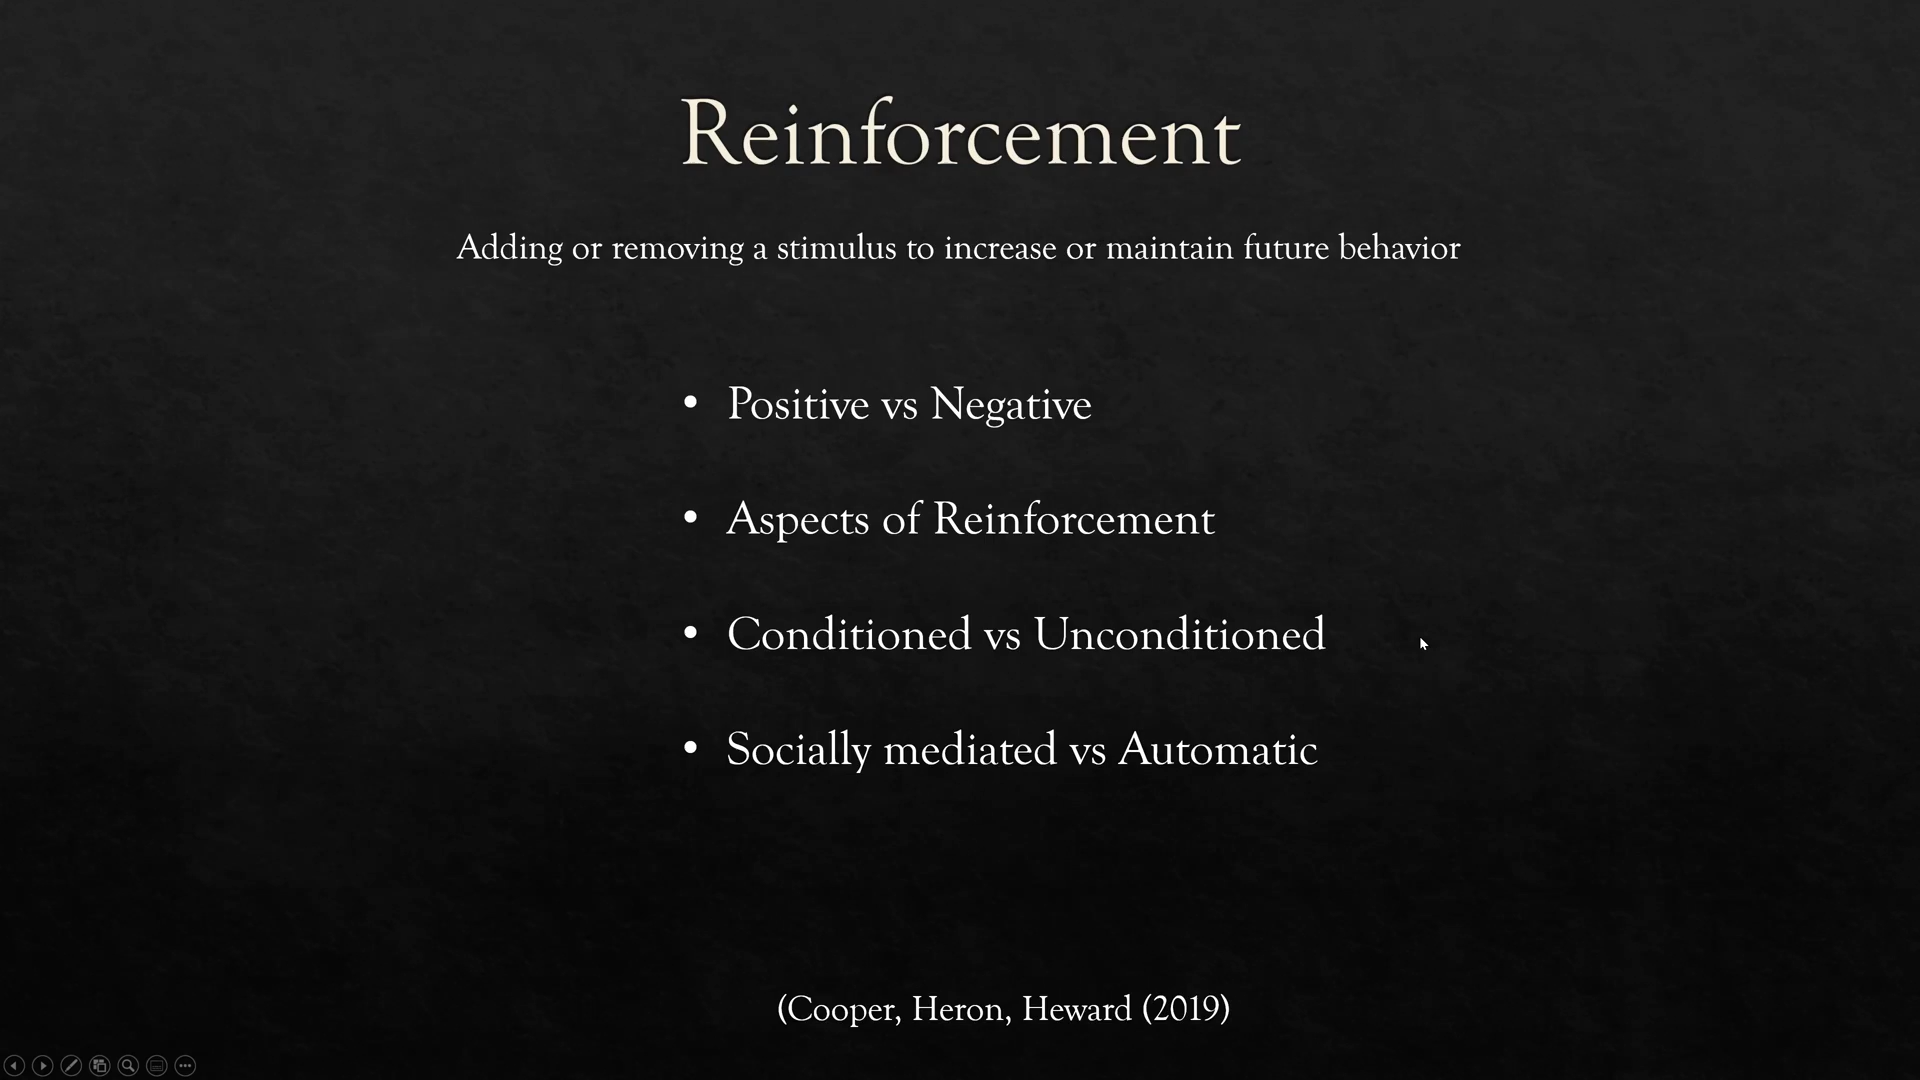 Reinforcement
Adding or removing a stimulus to increase or maintain future behavior
• Positive vs Negative
• Aspects of Reinforcement
• Conditioned vs Unconditioned
• Socially mediated vs Automatic
(Cooper, Heron, Heward (2019)